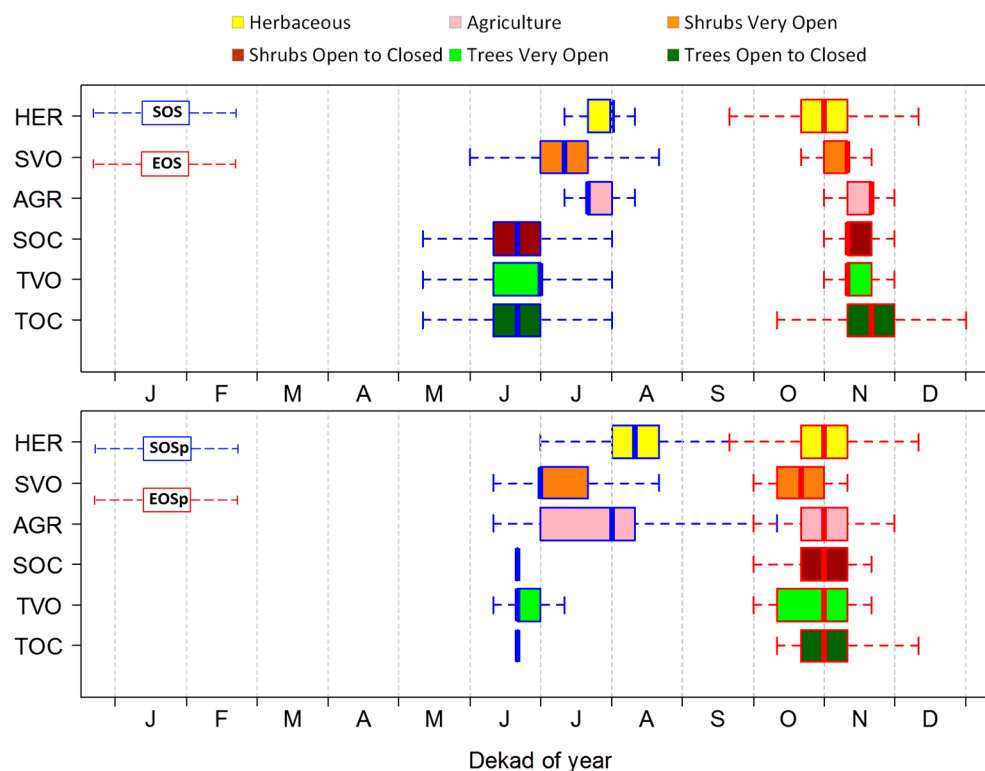 Herbaceous Agriculture Shrubs Very Open
Shrubs Open to Closed Trees Very Open Trees Open to Closed
HER
SOS
SVO
EOS
AGR
SOC
TVO
TOC
J F M A M J J A S O N D
HER
SOSp
SVO
EOSp
AGR
SOC
TVO
TOC
J F M A M J J A S O N D
Dekad of year